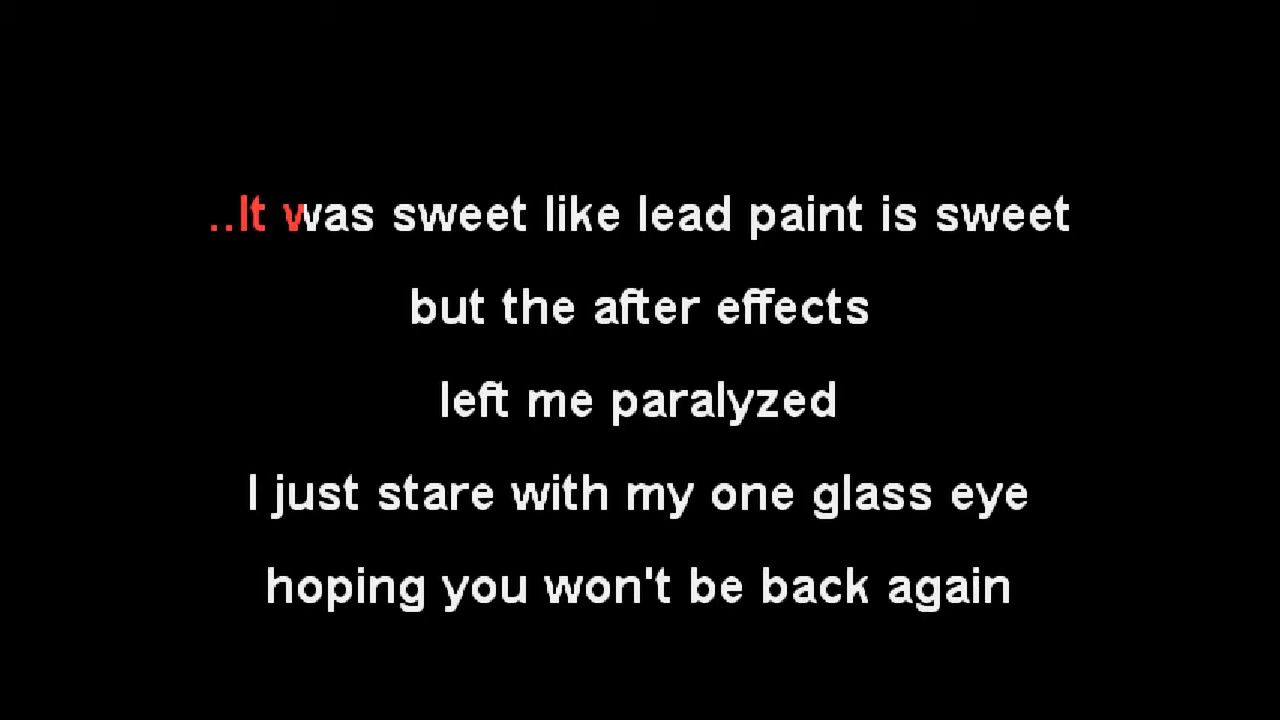 ..It was sweet like lead paint is sweet
but the after effects
left me paralyzed
I just stare with my one glass eye
hoping you won't be back again